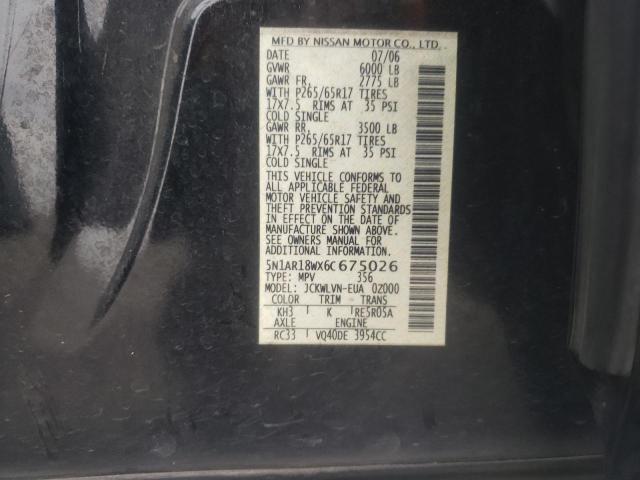 MFD BY NISSAN MOTOR CO., LTD.
DATE 07/06
GVWR 6000 LB
GAWR FR. 2775 LB
WITH P265/65R17 TIRES
17X7.5 RIMS AT 35 PSI
COLD SINGLE
GAWR RR. 3500 LB
WITH P265/65R17 TIRES
17X7.5 RIMS AT 35 PSI
COLD SINGLE
THIS VEHICLE CONFORMS TO
ALL APPLICABLE FEDERAL
MOTOR VEHICLE SAFETY AND
THEFT PREVENTION STANDARDS
IN EFFECT ON THE DATE OF
MANUFACTURE SHOWN ABOVE.
SEE OWNERS MANUAL FOR
ADDITIONAL INFORMATION.
5N1AR18WX6C675026
TYPE: MPV 356
MODEL: JCKWLVN-EUA 02000
COLOR TRIM TRANS
KH3 K RE5R05A
AXLE ENGINE
RC33 VQ40DE 3954CC